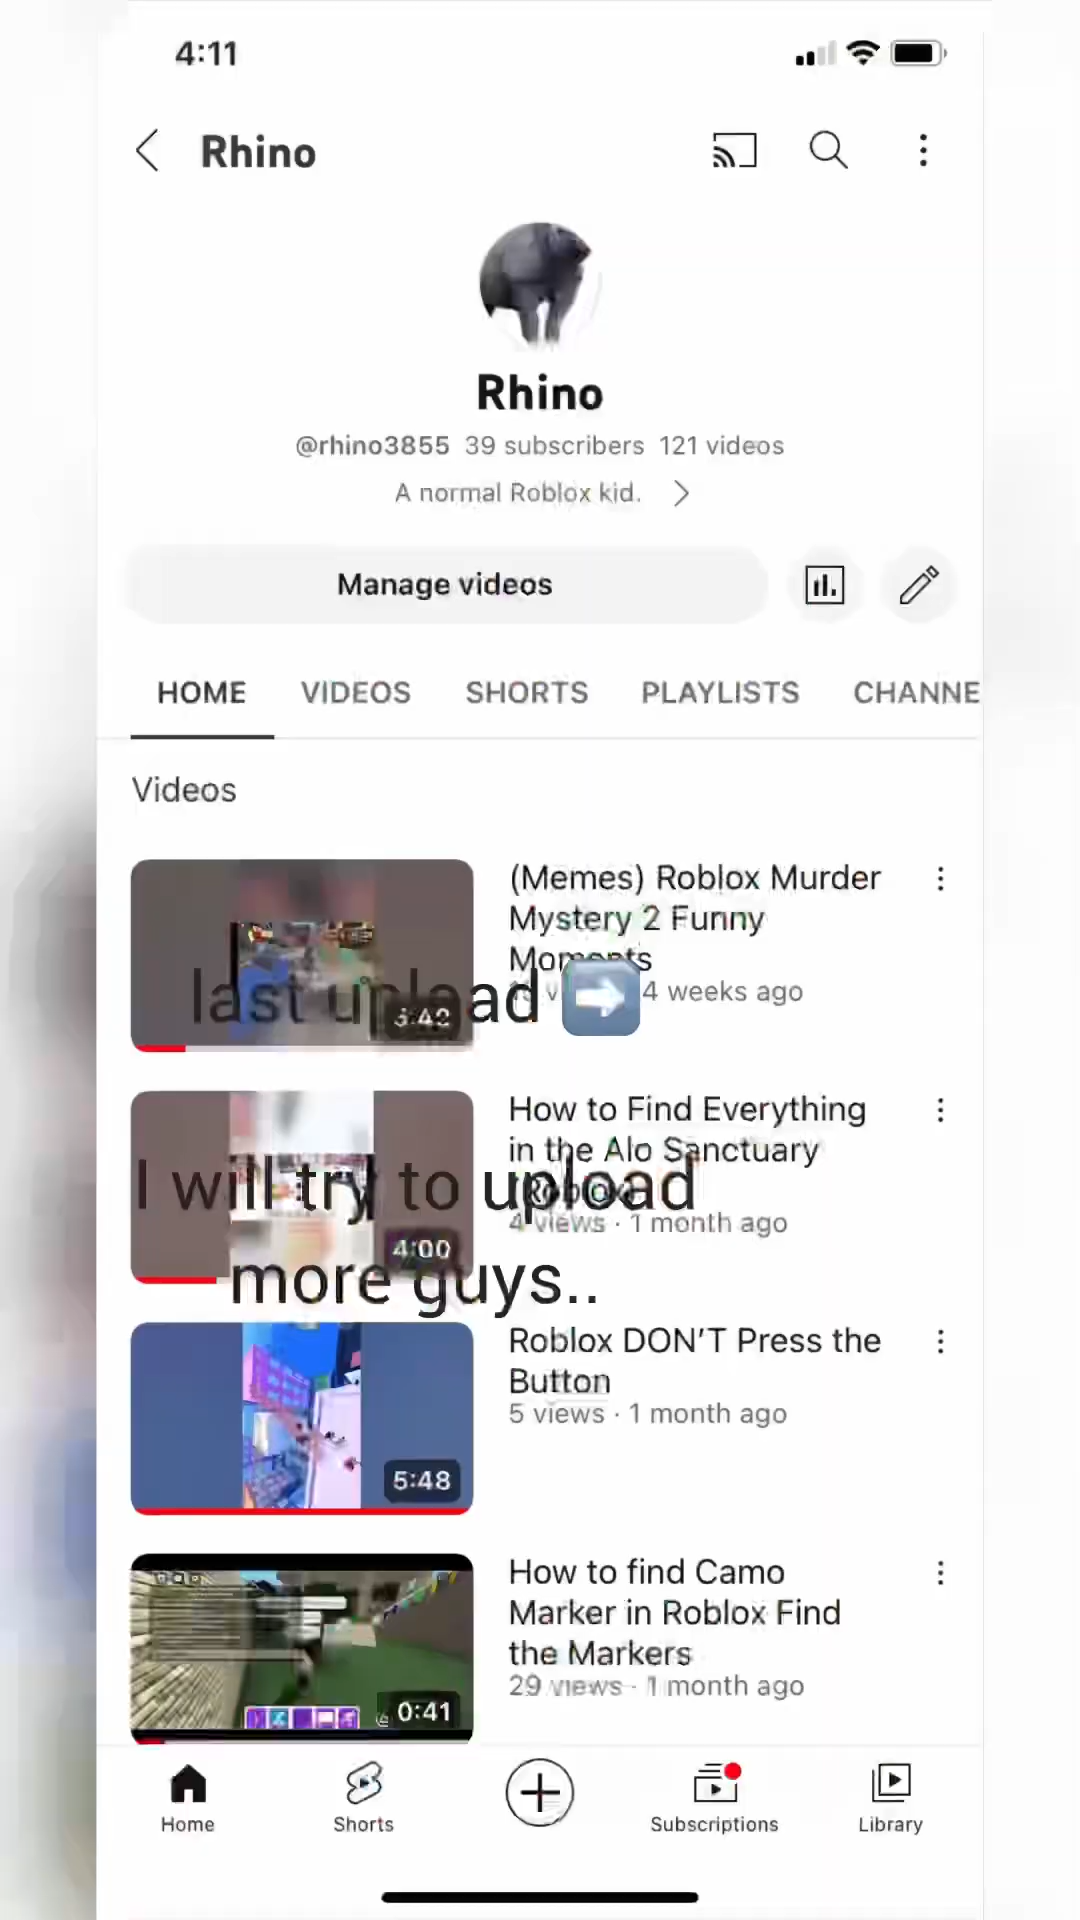 4:11
Rhino
Rhino
@rhino3855 39 subscribers 121 videos
A normal Roblox kid.
Manage videos
HOME VIDEOS SHORTS PLAYLISTS CHANNE
Videos
(Memes) Roblox Murder
Mystery 2 Funny
Moments
4 weeks ago
3:42
last upload ➡️
How to Find Everything
in the Alo Sanctuary
(Roblox)
4 views · 1 month ago
4:00
I will try to upload
more guys..
Roblox DON'T Press the
Button
5 views · 1 month ago
5:48
How to find Camo
Marker in Roblox Find
the Markers
29 views · 1 month ago
0:41
Home Shorts Subscriptions Library